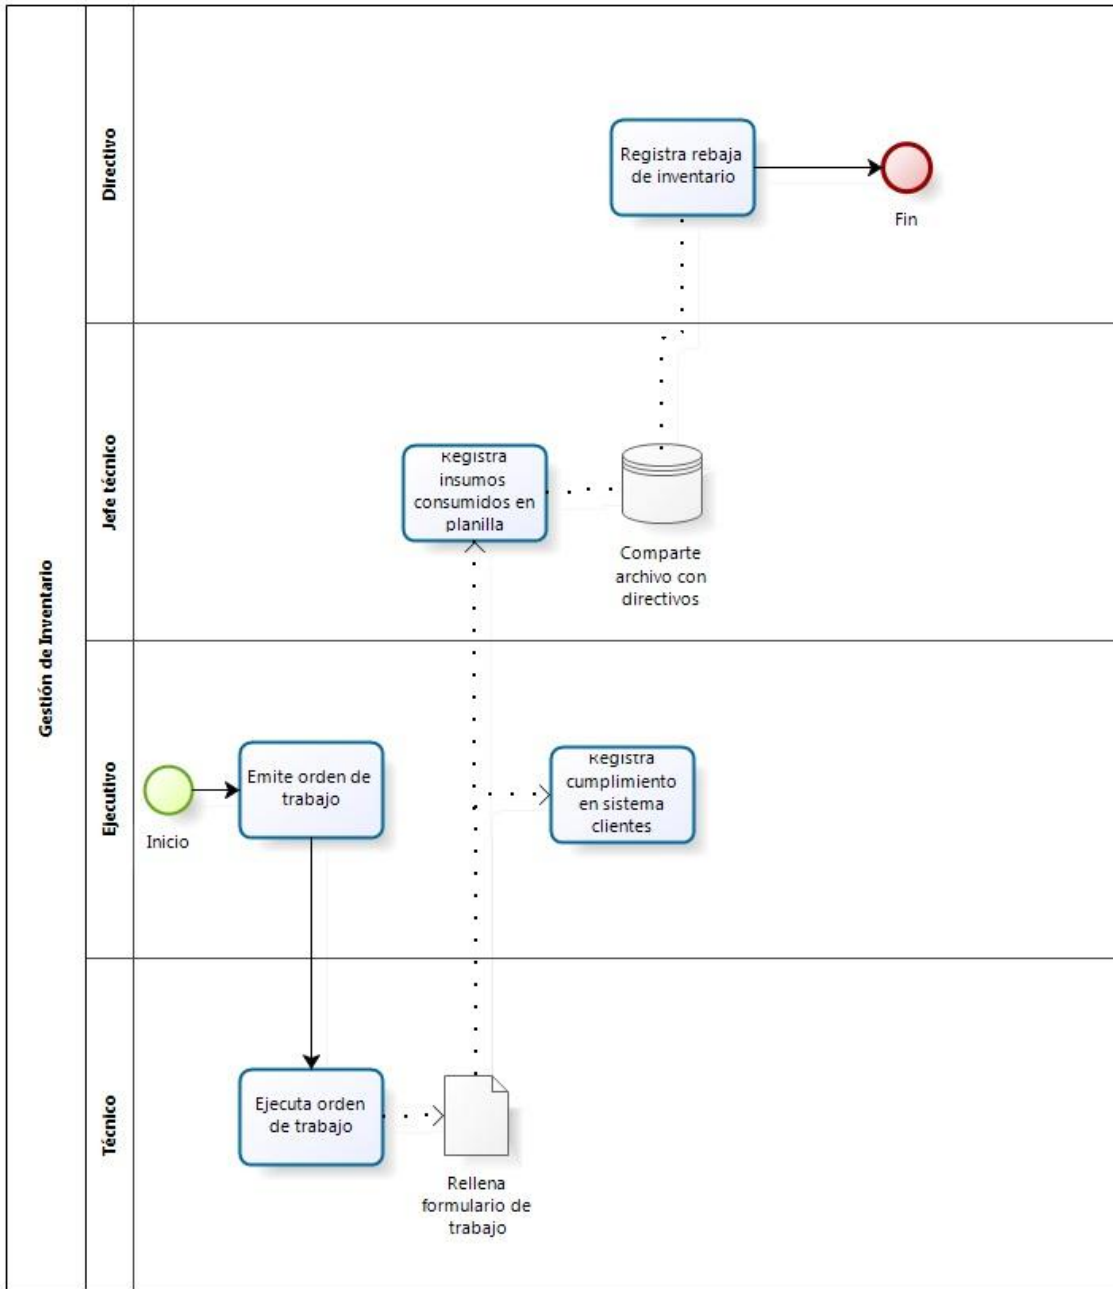 Gestión de Inventario
Directivo
Registra rebaja
de inventario
Fin
Jefe técnico
Registra
insumos
consumidos en
planilla
Comparte
archivo con
directivos
Ejecutivo
Inicio
Emite orden de
trabajo
Registra
cumplimiento
en sistema
clientes
Técnico
Ejecuta orden
de trabajo
Rellena
formulario de
trabajo